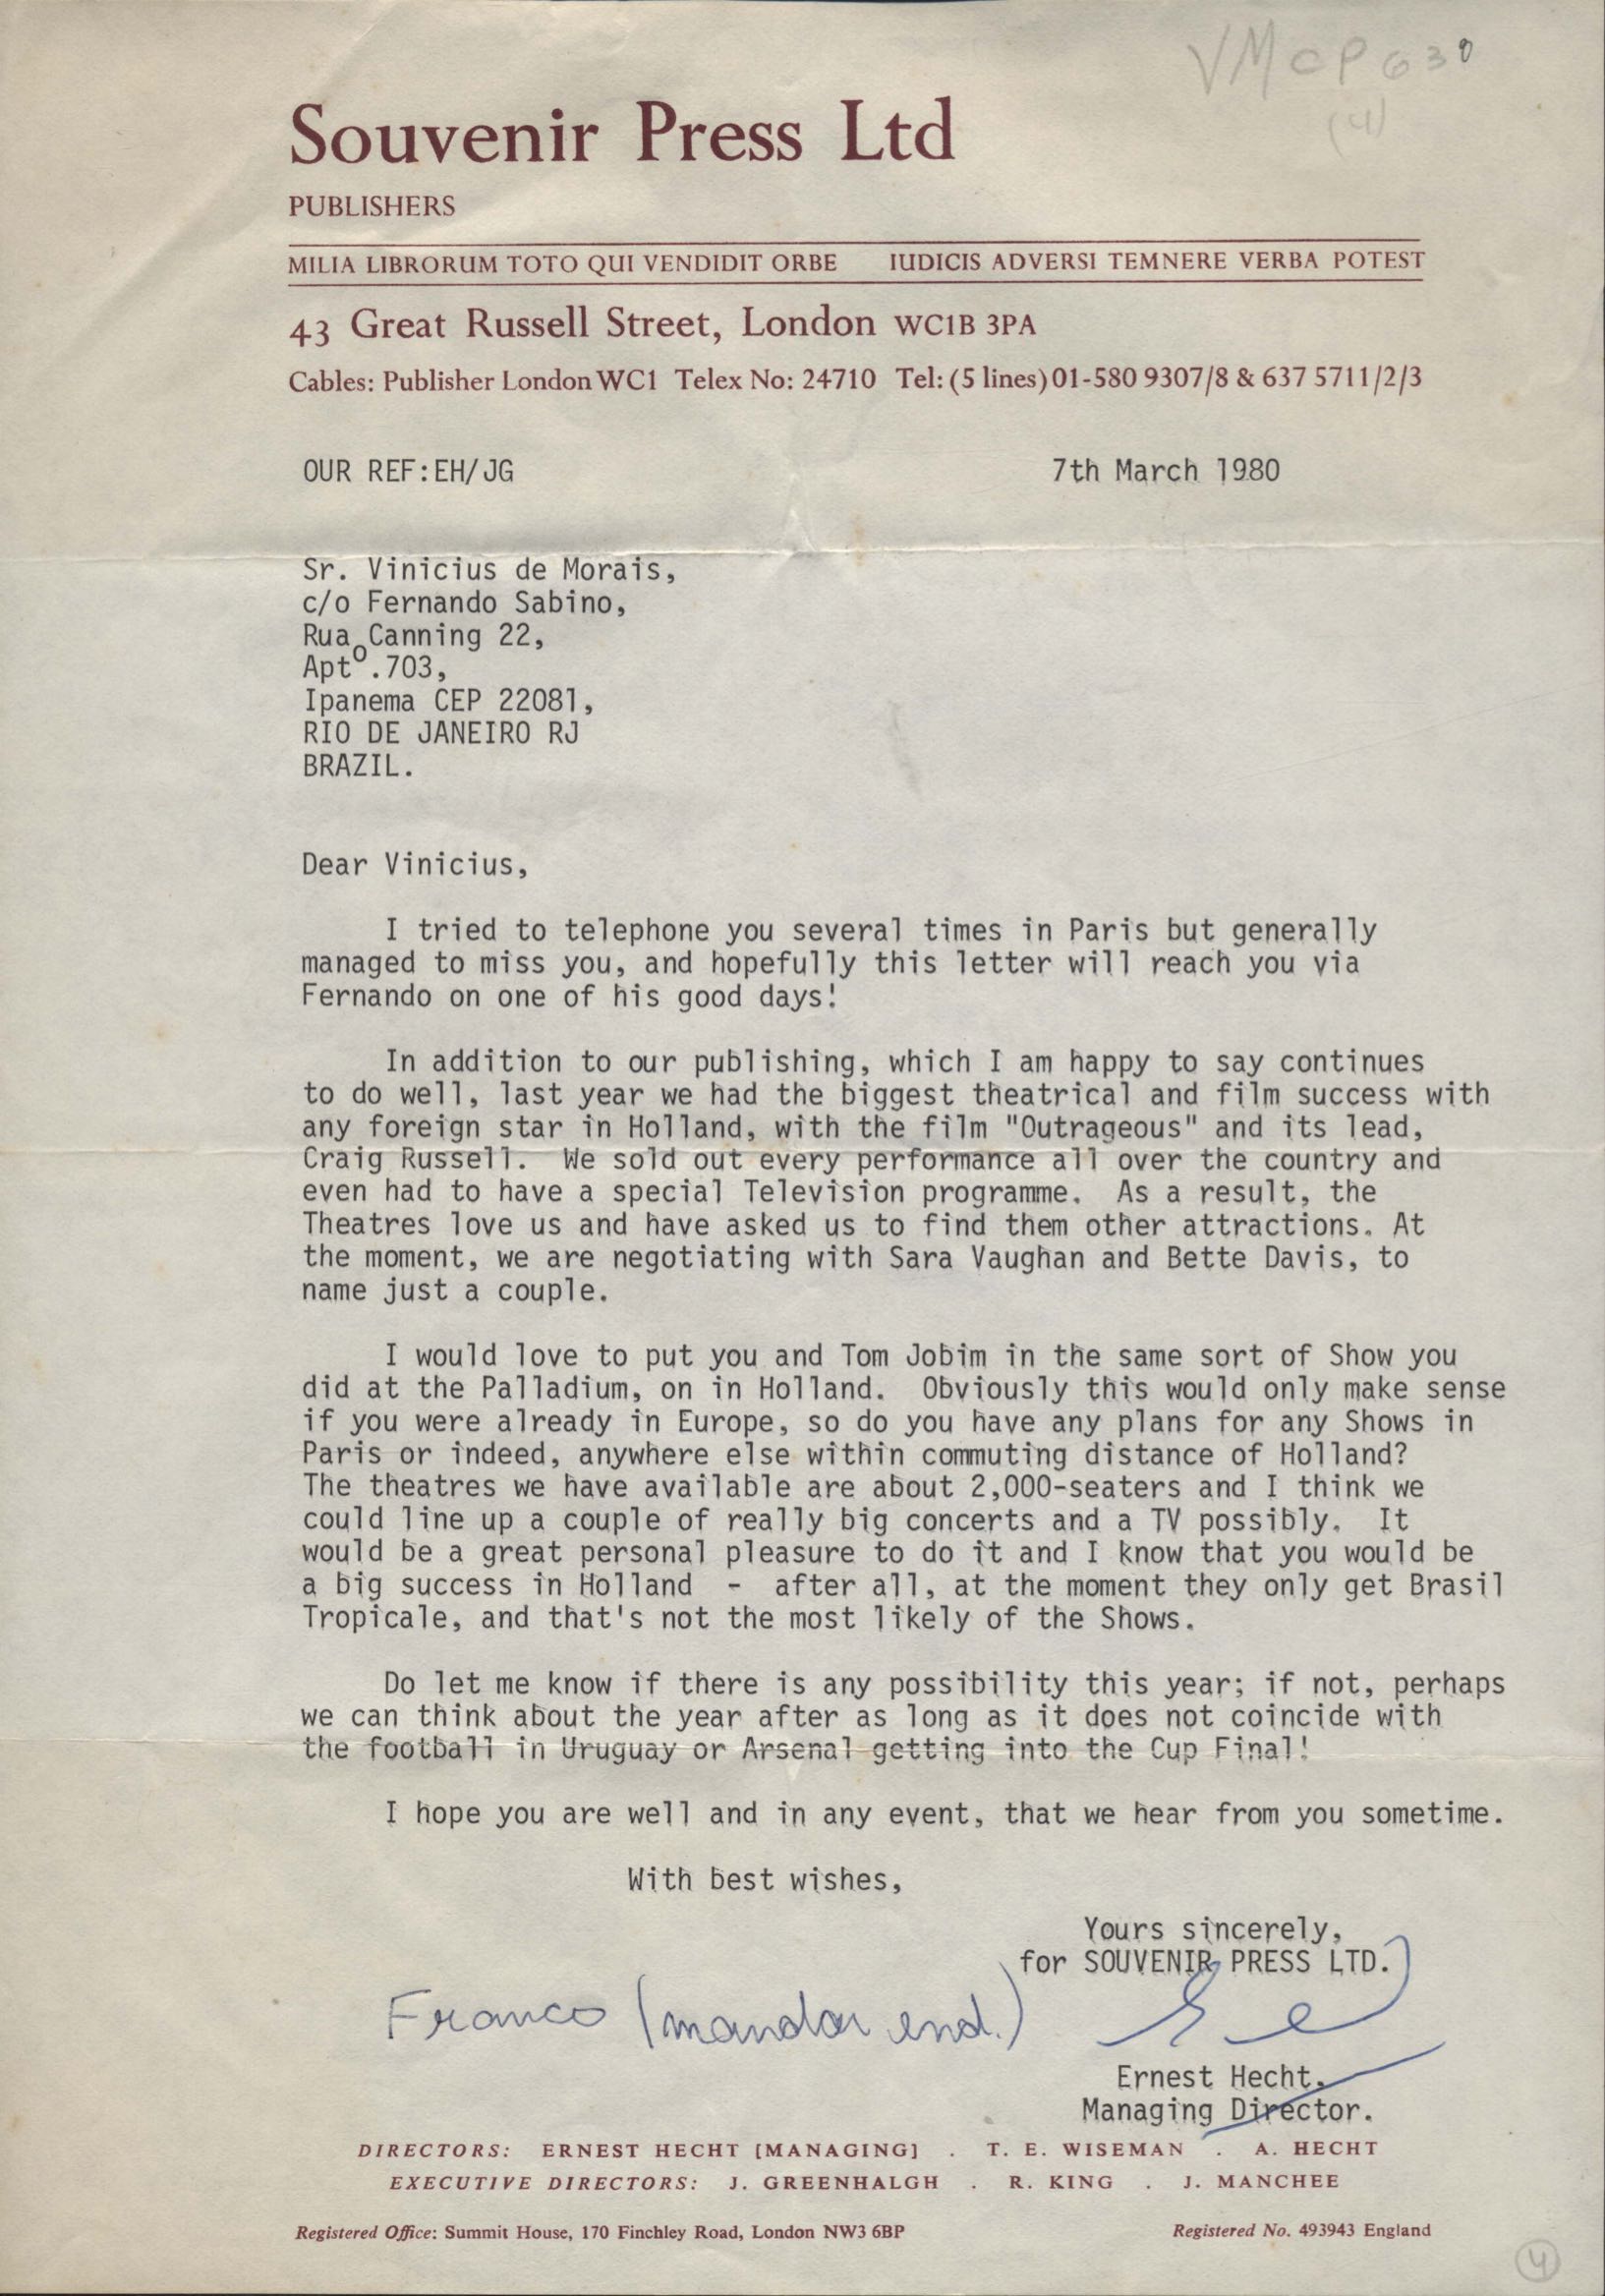 VMCP630
(4)
Souvenir Press Ltd
PUBLISHERS
MILIA LIBRORUM TOTO QUI VENDIDIT ORBE IUDICIS ADVERSI TEMNERE VERBA POTEST
43 Great Russell Street, London WC1B 3PA
Cables: Publisher London WC1 Telex No: 24710 Tel: (5 lines) 01-580 9307/8 & 637 5711/2/3
OUR REF:EH/JG 7th March 1980
Sr. Vinicius de Morais,
c/o Fernando Sabino,
Rua Canning 22,
Aptº.703,
Ipanema CEP 22081,
RIO DE JANEIRO RJ
BRAZIL.
Dear Vinicius,
I tried to telephone you several times in Paris but generally
managed to miss you, and hopefully this letter will reach you via
Fernando on one of his good days!
In addition to our publishing, which I am happy to say continues
to do well, last year we had the biggest theatrical and film success with
any foreign star in Holland, with the film "Outrageous" and its lead,
Craig Russell. We sold out every performance all over the country and
even had to have a special Television programme. As a result, the
Theatres love us and have asked us to find them other attractions. At
the moment, we are negotiating with Sara Vaughan and Bette Davis, to
name just a couple.
I would love to put you and Tom Jobim in the same sort of Show you
did at the Palladium, on in Holland. Obviously this would only make sense
if you were already in Europe, so do you have any plans for any Shows in
Paris or indeed, anywhere else within commuting distance of Holland?
The theatres we have available are about 2,000-seaters and I think we
could line up a couple of really big concerts and a TV possibly. It
would be a great personal pleasure to do it and I know that you would be
a big success in Holland - after all, at the moment they only get Brasil
Tropicale, and that's not the most likely of the Shows.
Do let me know if there is any possibility this year; if not, perhaps
we can think about the year after as long as it does not coincide with
the football in Uruguay or Arsenal getting into the Cup Final!
I hope you are well and in any event, that we hear from you sometime.
With best wishes,
Yours sincerely,
for SOUVENIR PRESS LTD.
Franco (mandar end.)
Ernest Hecht.
Managing Director.
DIRECTORS: ERNEST HECHT [MANAGING] . T. E. WISEMAN . A. HECHT
EXECUTIVE DIRECTORS: J. GREENHALGH . R. KING . J. MANCHEE
Registered Office: Summit House, 170 Finchley Road, London NW3 6BP Registered No. 493943 England
4